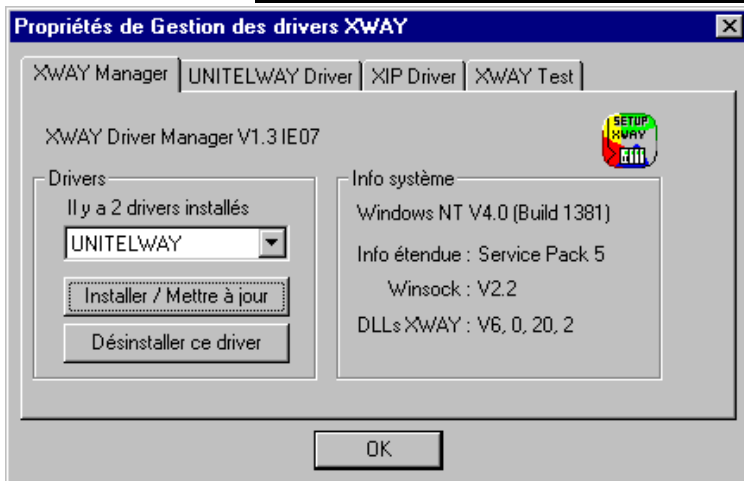 Propriétés de Gestion des drivers XWAY
XWAY Manager
UNITELWAY Driver
XIP Driver
XWAY Test
XWAY Driver Manager V1.3 IE07
SETUP
XWAY
Drivers
Il y a 2 drivers installés
UNITELWAY
Installer / Mettre à jour
Désinstaller ce driver
Info système
Windows NT V4.0 (Build 1381)
Info étendue : Service Pack 5
Winsock : V2.2
DLLs XWAY : V6, 0, 20, 2
OK